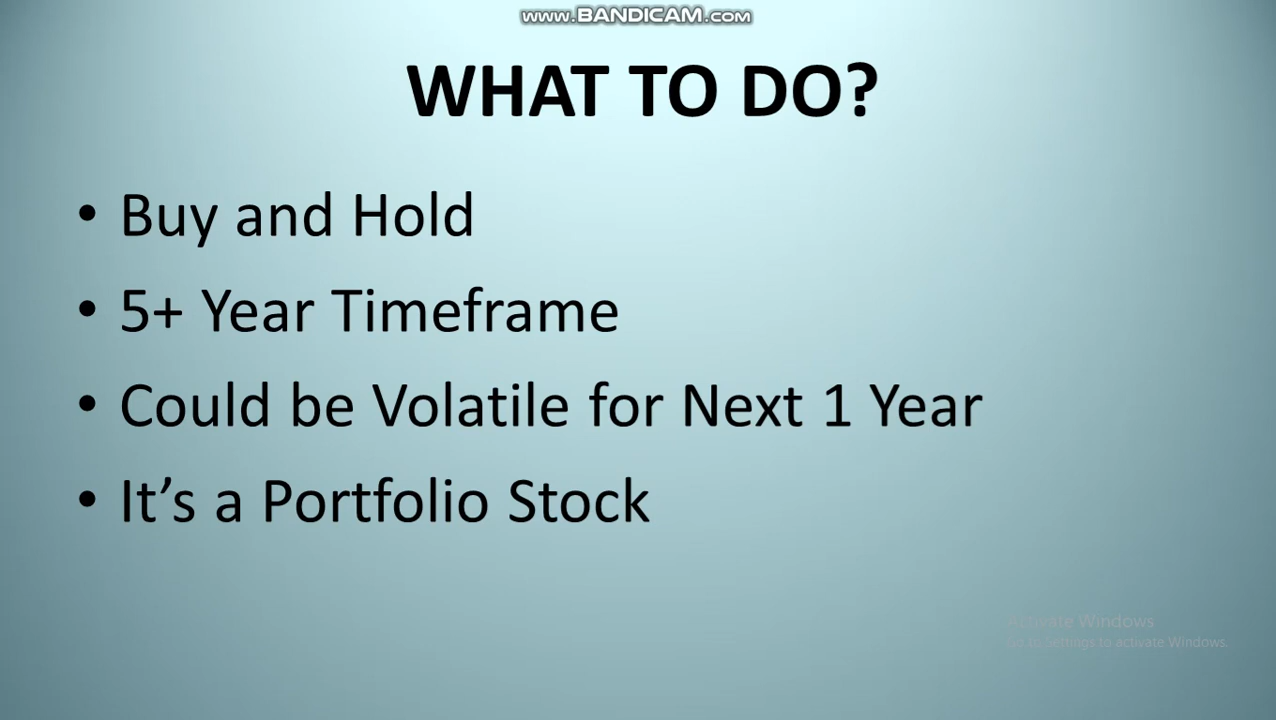 www.BANDICAM.com
WHAT TO DO?
• Buy and Hold
• 5+ Year Timeframe
• Could be Volatile for Next 1 Year
• It’s a Portfolio Stock
Activate Windows
Go to Settings to activate Windows.